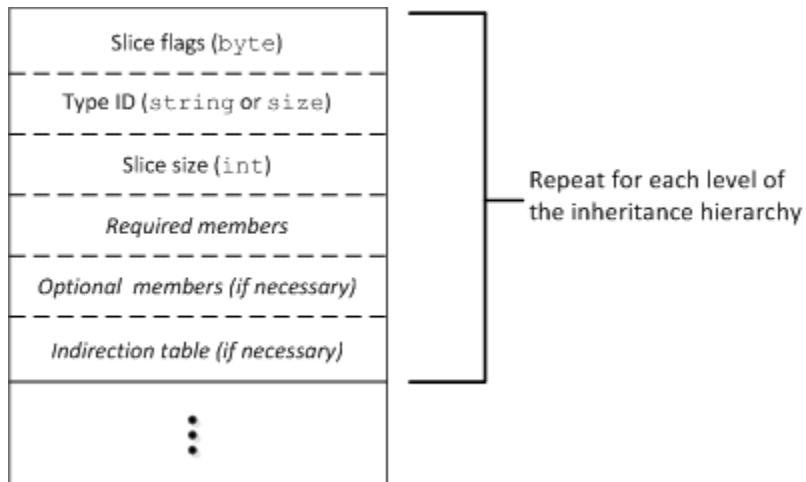 Slice flags (byte)
Type ID (string or size)
Slice size (int)
Required members
Optional members (if necessary)
Indirection table (if necessary)
Repeat for each level of
the inheritance hierarchy